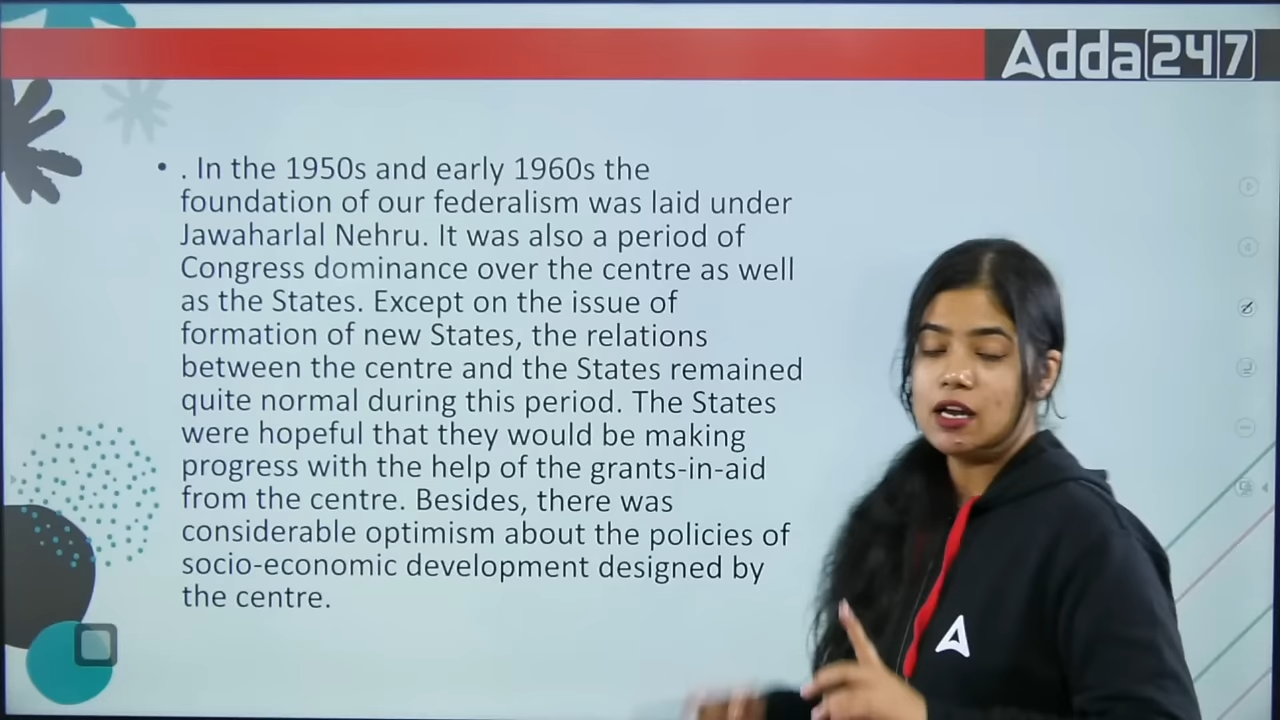 Adda247
• . In the 1950s and early 1960s the
foundation of our federalism was laid under
Jawaharlal Nehru. It was also a period of
Congress dominance over the centre as well
as the States. Except on the issue of
formation of new States, the relations
between the centre and the States remained
quite normal during this period. The States
were hopeful that they would be making
progress with the help of the grants-in-aid
from the centre. Besides, there was
considerable optimism about the policies of
socio-economic development designed by
the centre.